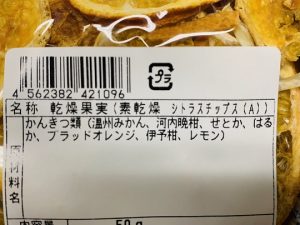 プラ
4562382 421096
名称 乾燥果実(素乾燥 シトラスチップス(A))
かんきつ類(温州みかん、河内晩柑、せとか、はる
か、ブラッドオレンジ、伊予柑、レモン)
原材料名
内容量 50g